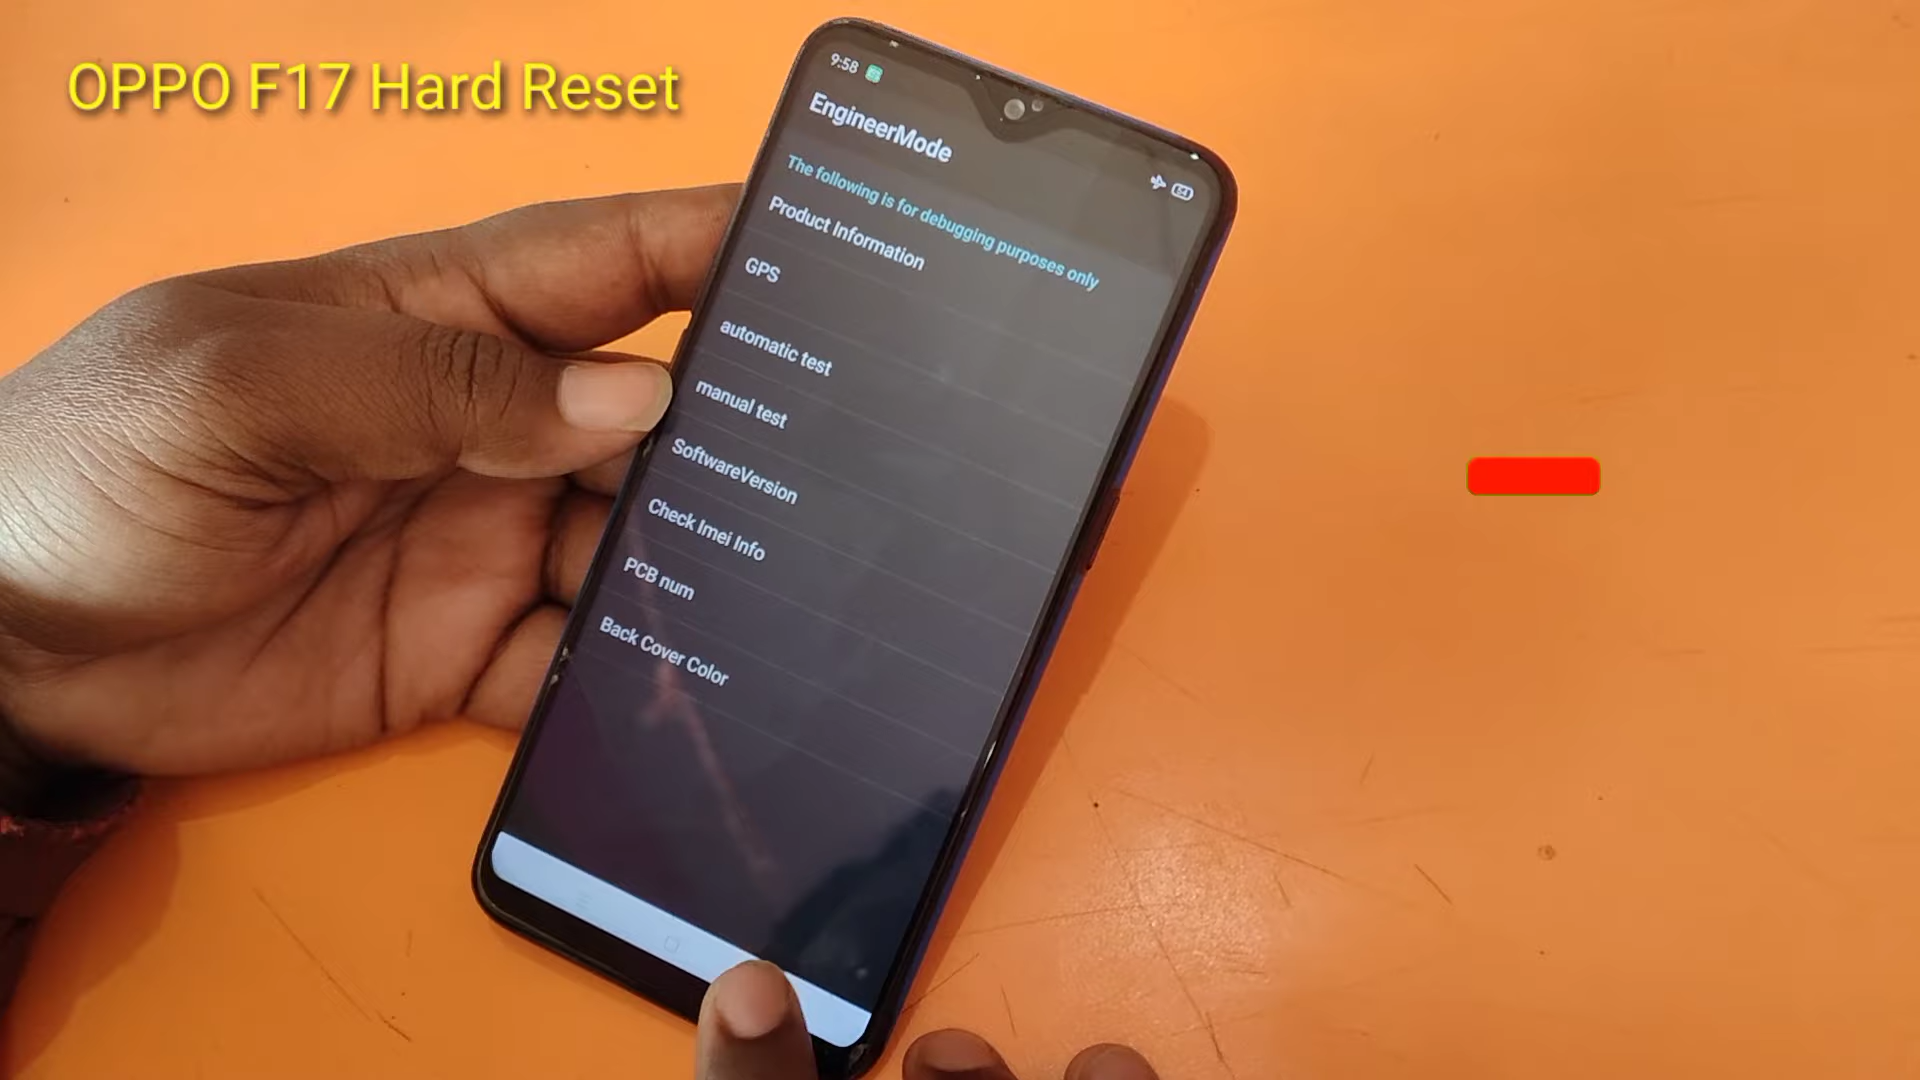 OPPO F17 Hard Reset
9:58
54
EngineerMode
The following is for debugging purposes only
Product Information
GPS
automatic test
manual test
SoftwareVersion
Check Imei Info
PCB num
Back Cover Color